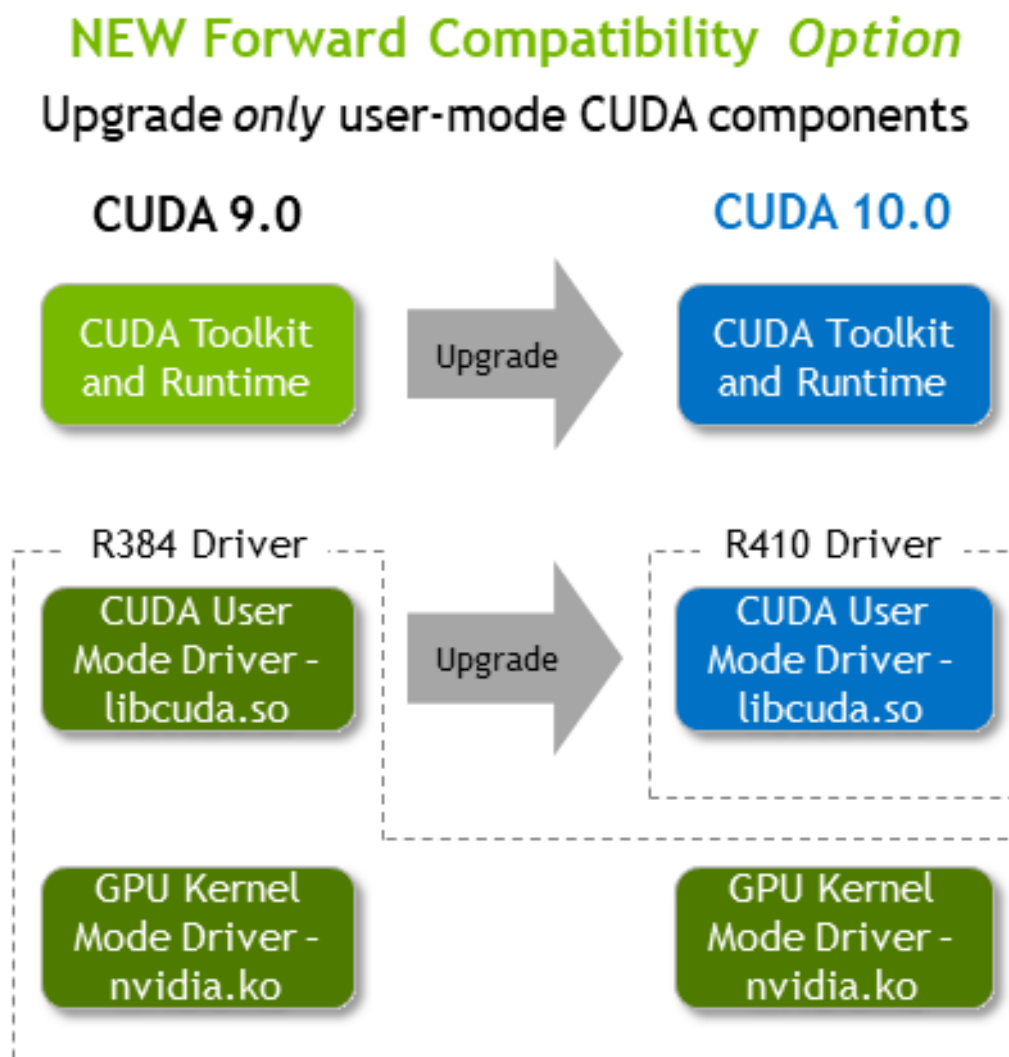 NEW Forward Compatibility Option
Upgrade only user-mode CUDA components
CUDA 9.0
CUDA 10.0
CUDA Toolkit
and Runtime
Upgrade
CUDA Toolkit
and Runtime
R384 Driver
R410 Driver
CUDA User
Mode Driver –
libcuda.so
Upgrade
CUDA User
Mode Driver –
libcuda.so
GPU Kernel
Mode Driver –
nvidia.ko
GPU Kernel
Mode Driver –
nvidia.ko